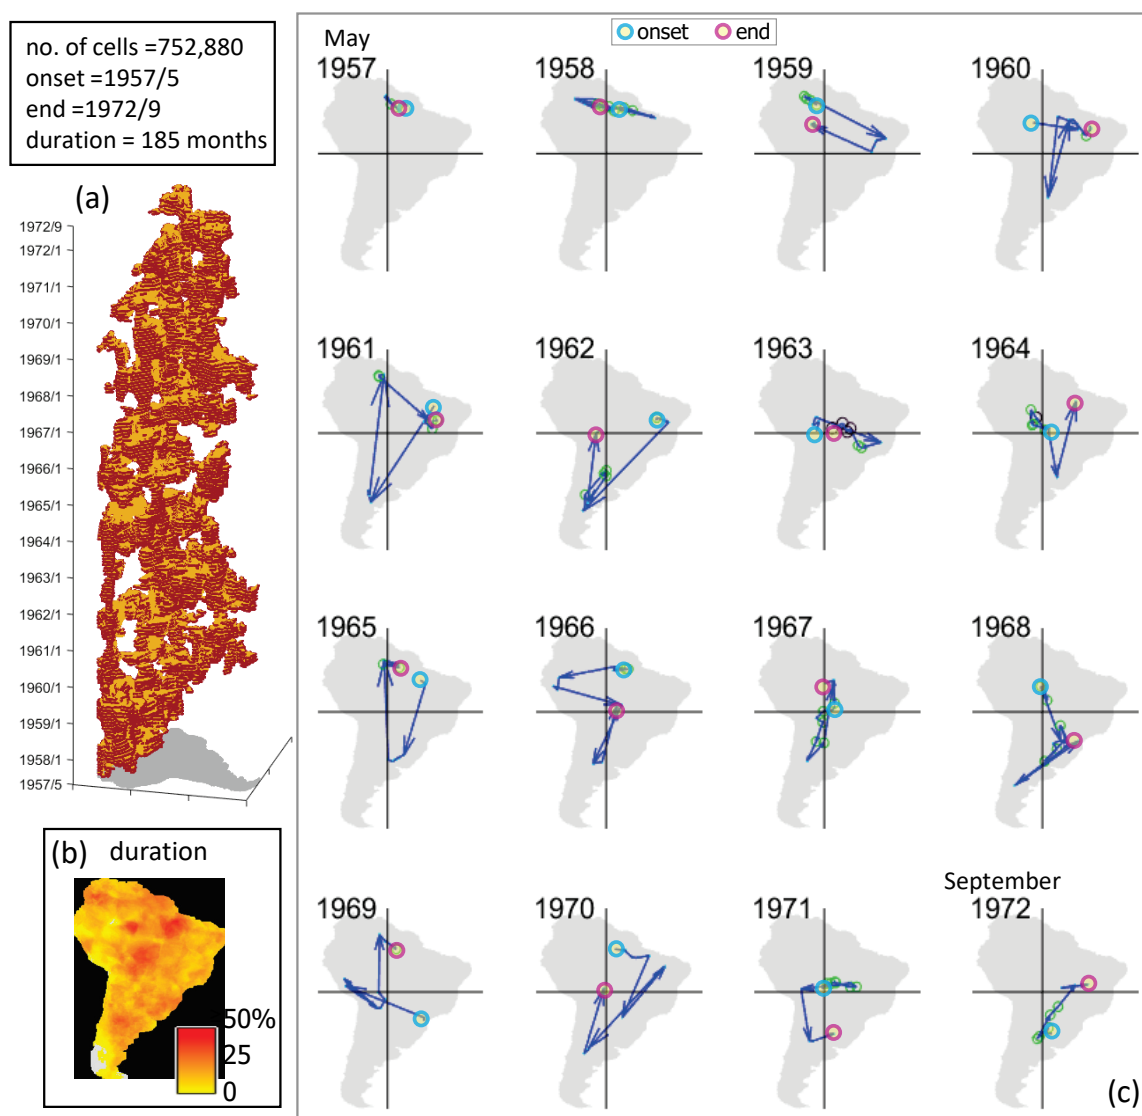 no. of cells =752,880
onset =1957/5
end =1972/9
duration = 185 months
(a)
1972/9
1972/1
1971/1
1970/1
1969/1
1968/1
1967/1
1966/1
1965/1
1964/1
1963/1
1962/1
1961/1
1960/1
1959/1
1958/1
1957/5
(b) duration
50%
25
0
onset end
May
1957 1958 1959 1960
1961 1962 1963 1964
1965 1966 1967 1968
September
1969 1970 1971 1972
(c)